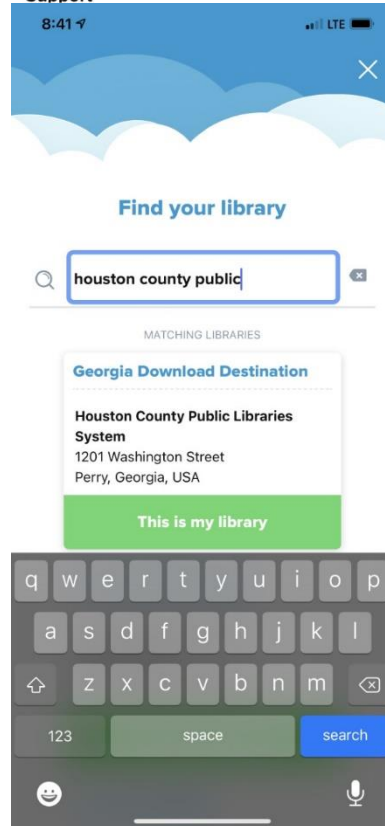 Support
8:41
LTE
Find your library
houston county public
MATCHING LIBRARIES
Georgia Download Destination
Houston County Public Libraries
System
1201 Washington Street
Perry, Georgia, USA
This is my library
q w e r t y u i o p
a s d f g h j k l
z x c v b n m
123 space search